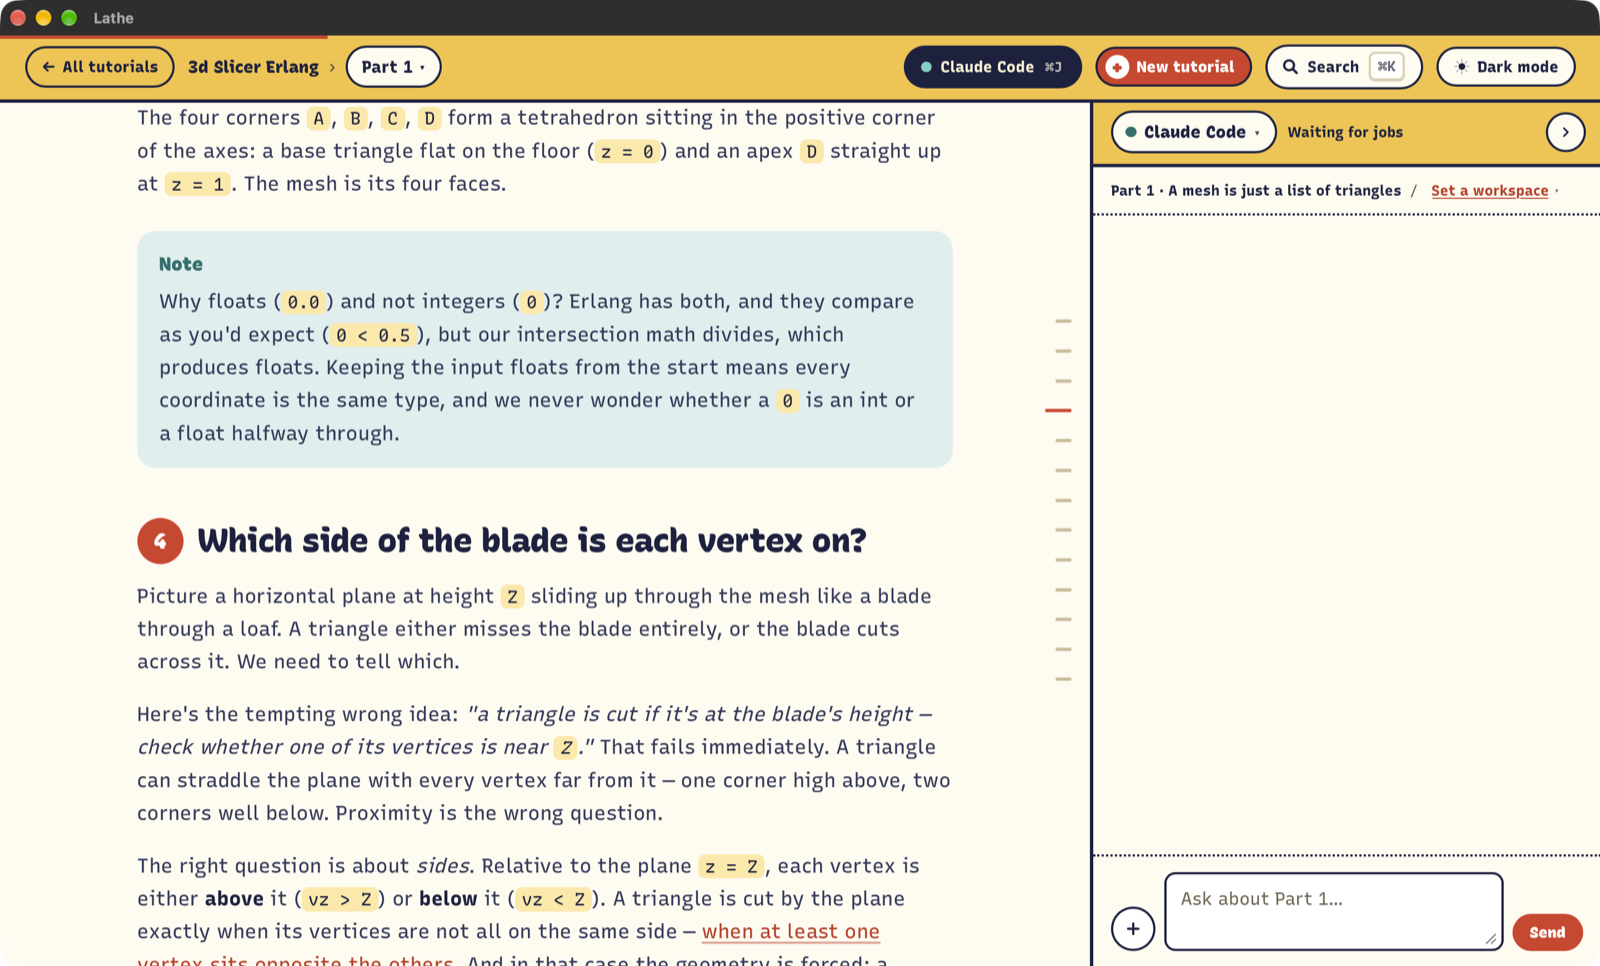 Lathe
← All tutorials 3d Slicer Erlang › Part 1 Claude Code ⌘J New tutorial Search ⌘K Dark mode
The four corners A, B, C, D form a tetrahedron sitting in the positive corner
of the axes: a base triangle flat on the floor (z = 0) and an apex D straight up
at z = 1. The mesh is its four faces.
Note
Why floats (0.0) and not integers (0)? Erlang has both, and they compare
as you'd expect (0 < 0.5), but our intersection math divides, which
produces floats. Keeping the input floats from the start means every
coordinate is the same type, and we never wonder whether a 0 is an int or
a float halfway through.
4 Which side of the blade is each vertex on?
Picture a horizontal plane at height Z sliding up through the mesh like a blade
through a loaf. A triangle either misses the blade entirely, or the blade cuts
across it. We need to tell which.
Here's the tempting wrong idea: "a triangle is cut if it's at the blade's height —
check whether one of its vertices is near Z." That fails immediately. A triangle
can straddle the plane with every vertex far from it — one corner high above, two
corners well below. Proximity is the wrong question.
The right question is about sides. Relative to the plane z = Z, each vertex is
either above it (vz > Z) or below it (vz < Z). A triangle is cut by the plane
exactly when its vertices are not all on the same side — when at least one
vertex sits opposite the others. And in that case the geometry is forced: a
Claude Code Waiting for jobs
Part 1 · A mesh is just a list of triangles / Set a workspace ·
Ask about Part 1...
Send